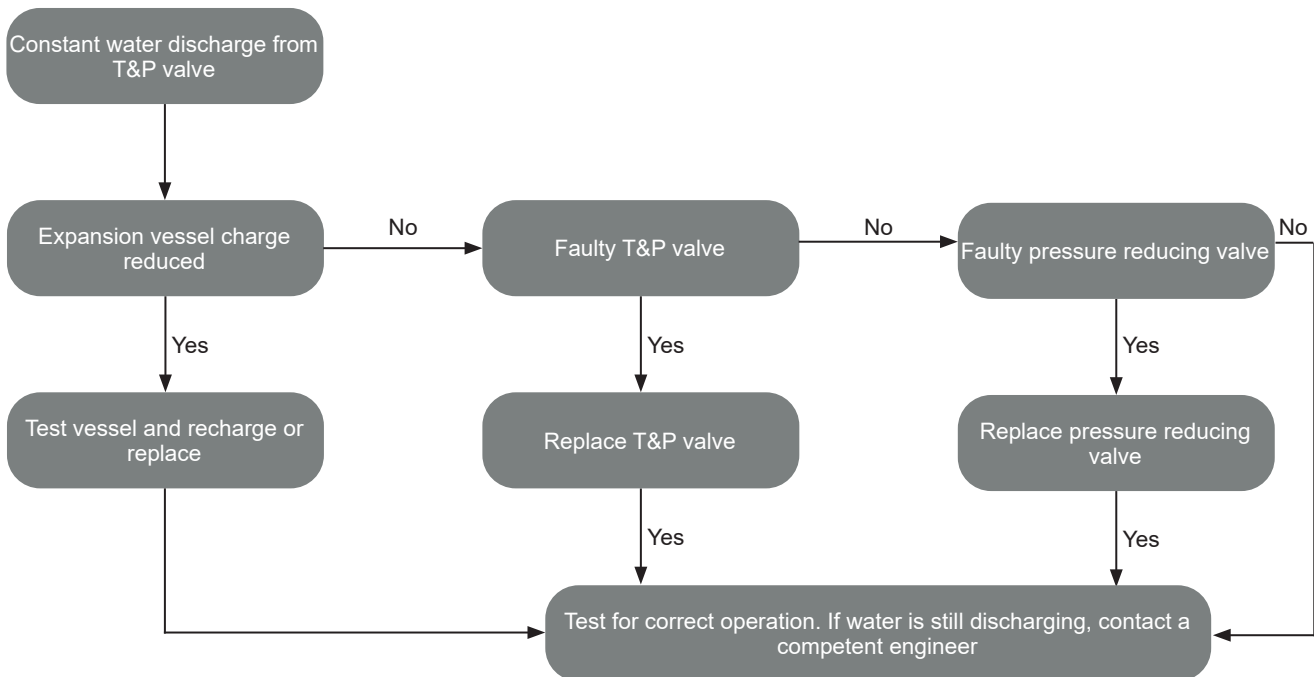 Constant water discharge from
T&P valve
Expansion vessel charge
reduced
No
Faulty T&P valve
No
Faulty pressure reducing valve
No
Yes
Yes
Yes
Test vessel and recharge or
replace
Replace T&P valve
Replace pressure reducing
valve
Yes
Yes
Test for correct operation. If water is still discharging, contact a
competent engineer